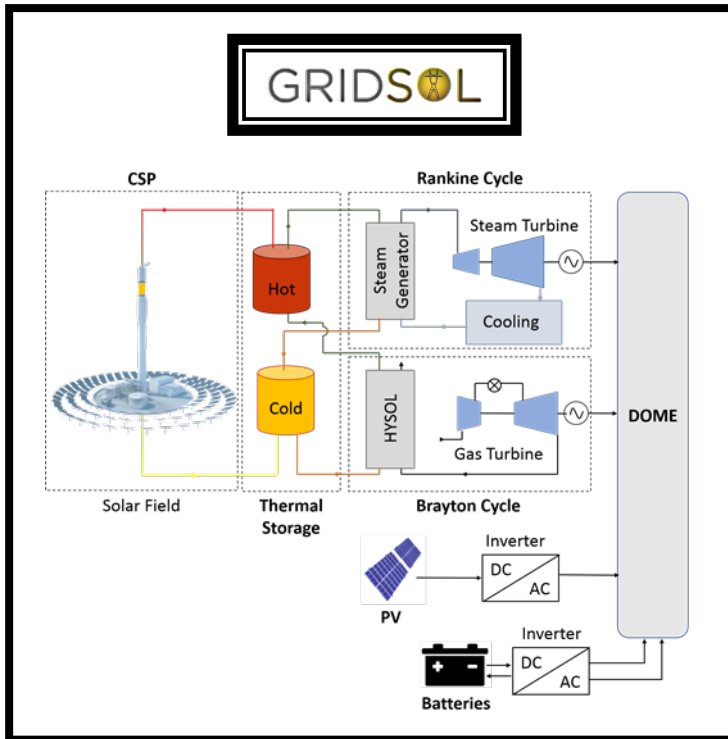 GRIDSOL
CSP
Rankine Cycle
Steam Turbine
Hot
Steam
Generator
Cooling
Cold
HYSOL
Gas Turbine
DOME
Solar Field
Thermal
Storage
Brayton Cycle
Inverter
DC
AC
PV
Inverter
DC
AC
Batteries